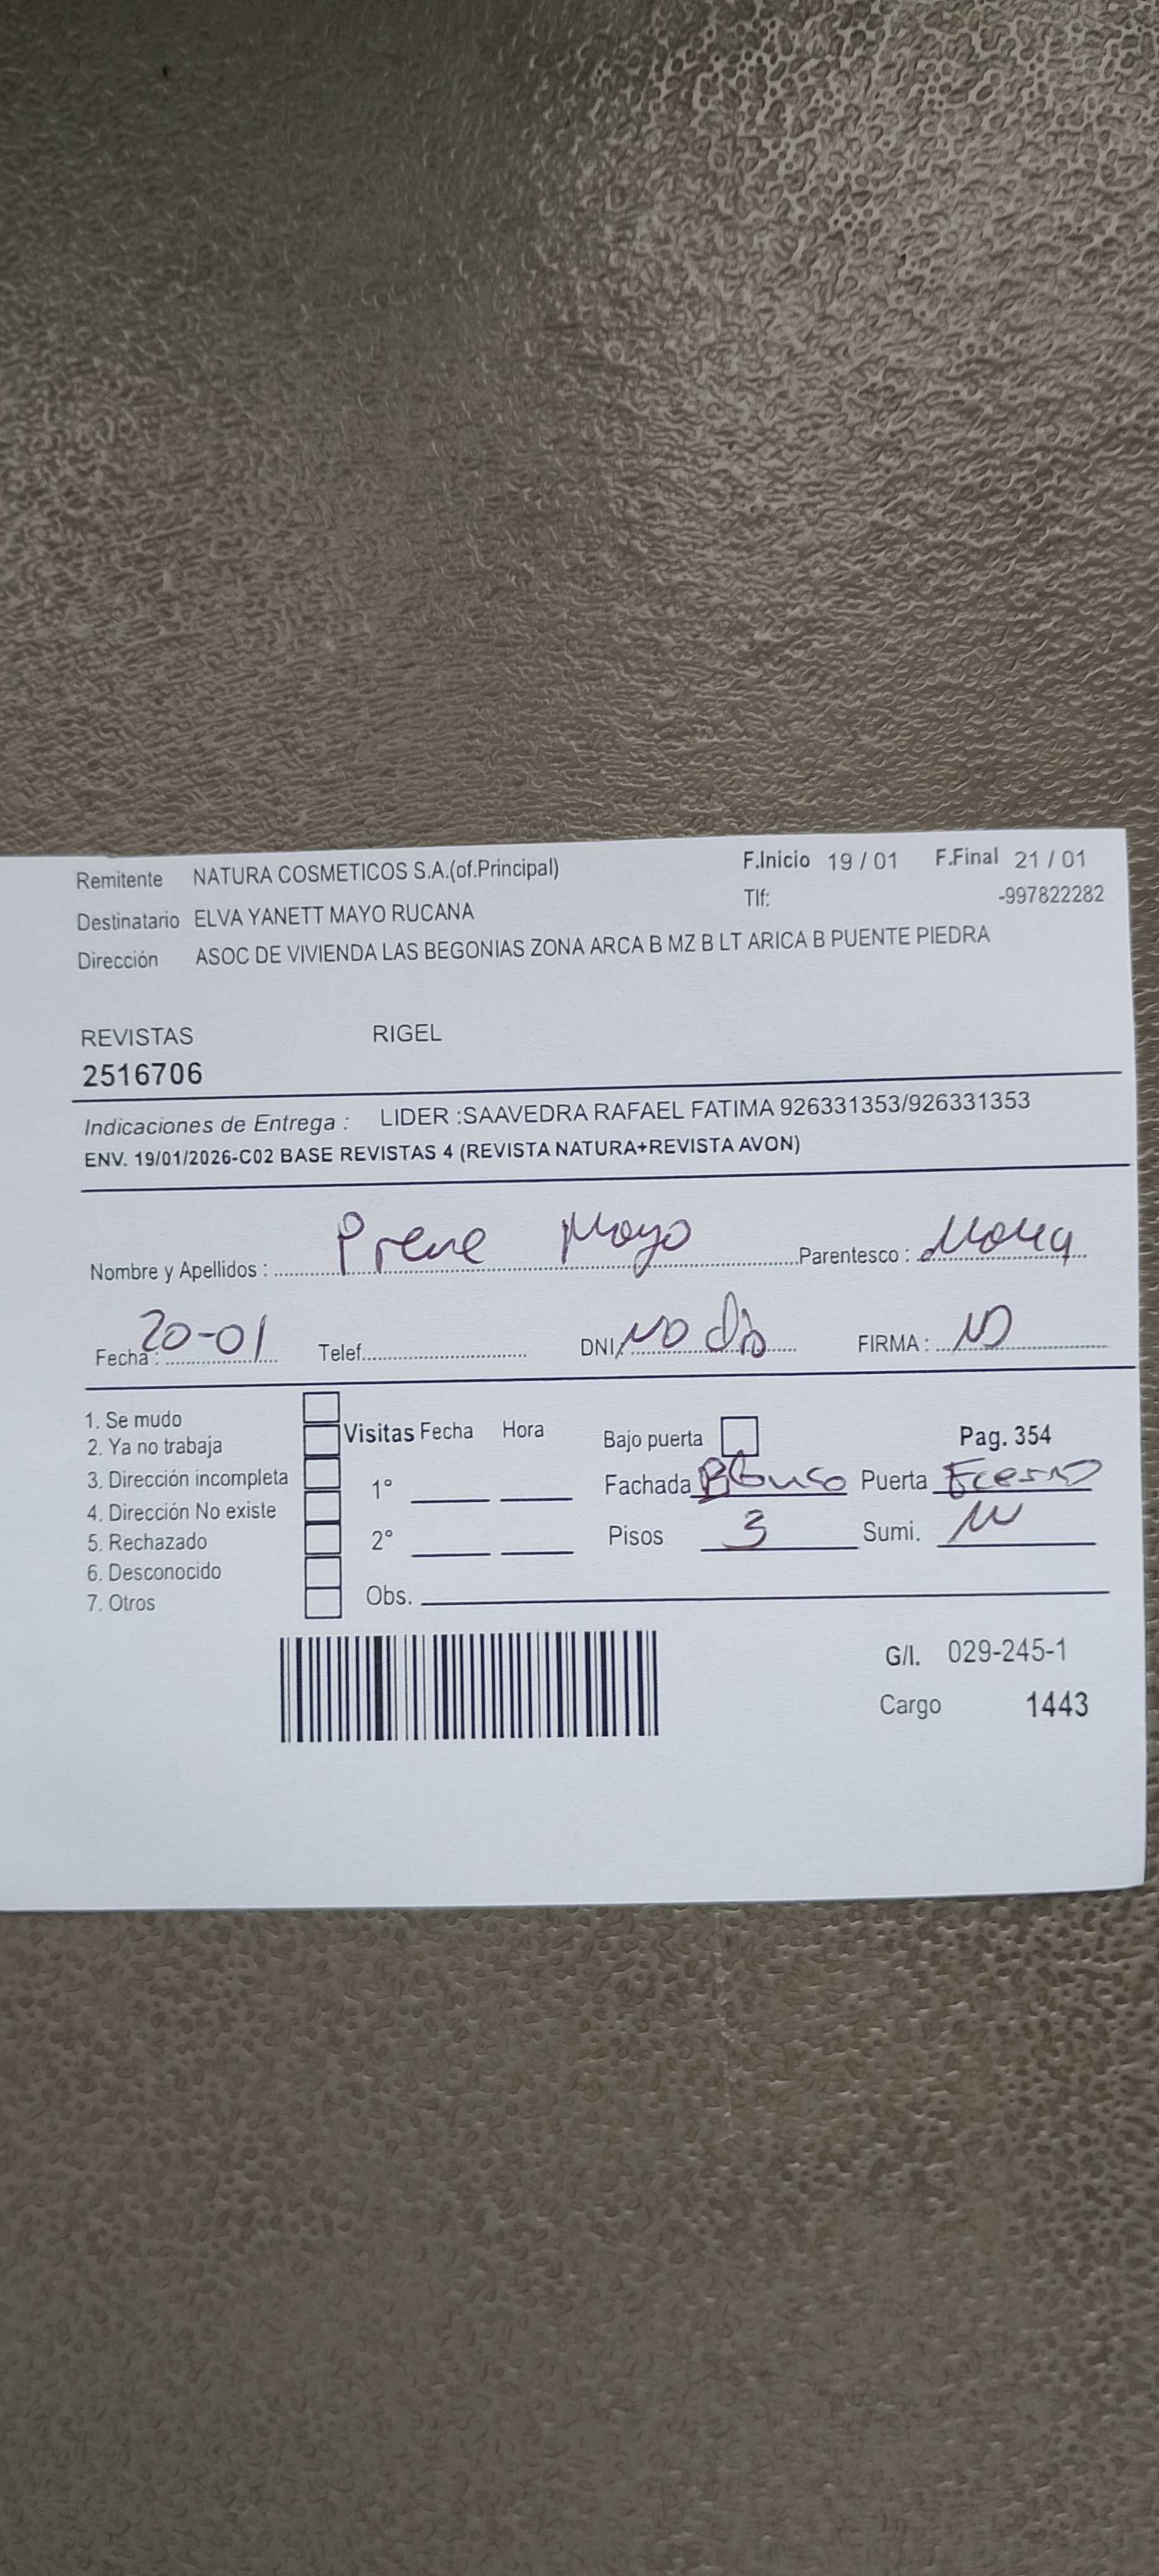 Remitente NATURA COSMETICOS S.A.(of.Principal) F.Inicio 19 / 01 F.Final 21 / 01
Destinatario ELVA YANETT MAYO RUCANA Tlf: -997822282
Dirección ASOC DE VIVIENDA LAS BEGONIAS ZONA ARCA B MZ B LT ARICA B PUENTE PIEDRA
REVISTAS RIGEL
2516706
Indicaciones de Entrega : LIDER :SAAVEDRA RAFAEL FATIMA 926331353/926331353
ENV. 19/01/2026-C02 BASE REVISTAS 4 (REVISTA NATURA+REVISTA AVON)
Nombre y Apellidos : Mayo Parentesco :
Fecha : 20-01 Telef. DNI/ NO dio FIRMA :
1. Se mudo
2. Ya no trabaja Visitas Fecha Hora Bajo puerta Pag. 354
3. Dirección incompleta 1° Fachada Blanco Puerta
4. Dirección No existe
5. Rechazado 2° Pisos 3 Sumi.
6. Desconocido
7. Otros Obs.
G/I. 029-245-1
Cargo 1443